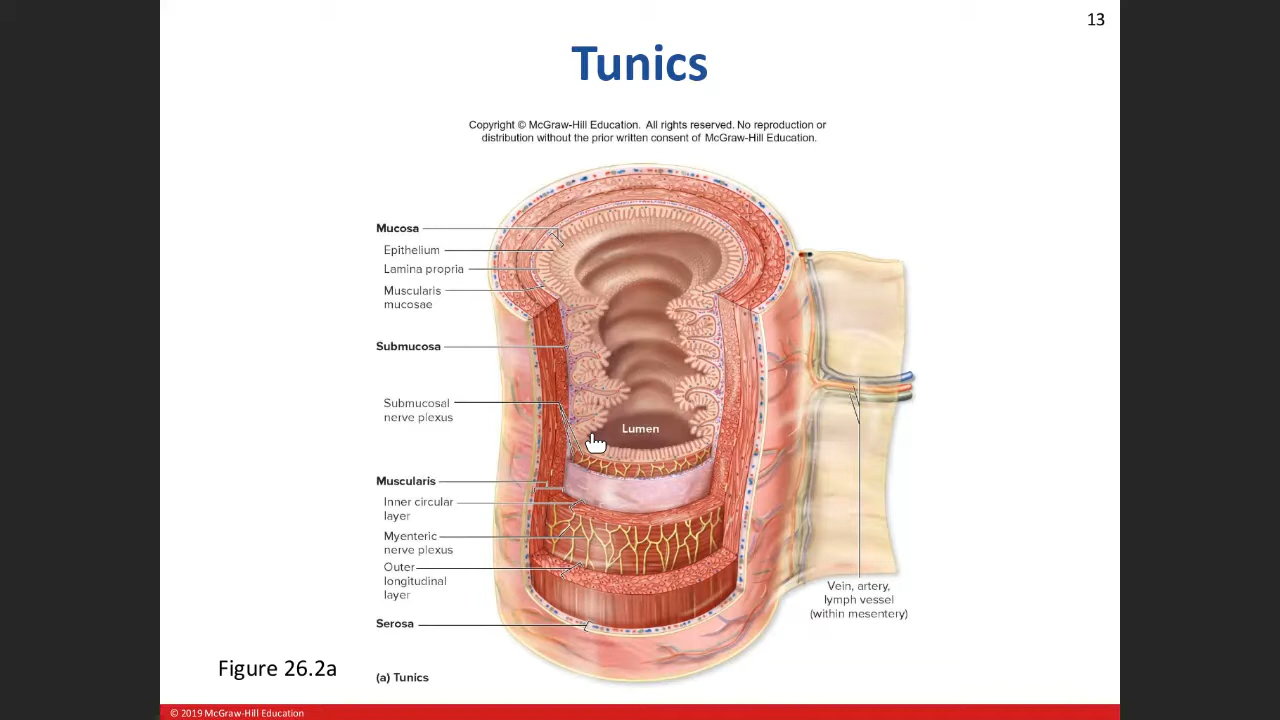 13
Tunics
Copyright © McGraw-Hill Education. All rights reserved. No reproduction or
distribution without the prior written consent of McGraw-Hill Education.
Mucosa
Epithelium
Lamina propria
Muscularis
mucosae
Submucosa
Submucosal
nerve plexus
Lumen
Muscularis
Inner circular
layer
Myenteric
nerve plexus
Outer
longitudinal
layer
Serosa
Vein, artery,
lymph vessel
(within mesentery)
Figure 26.2a
(a) Tunics
© 2019 McGraw-Hill Education